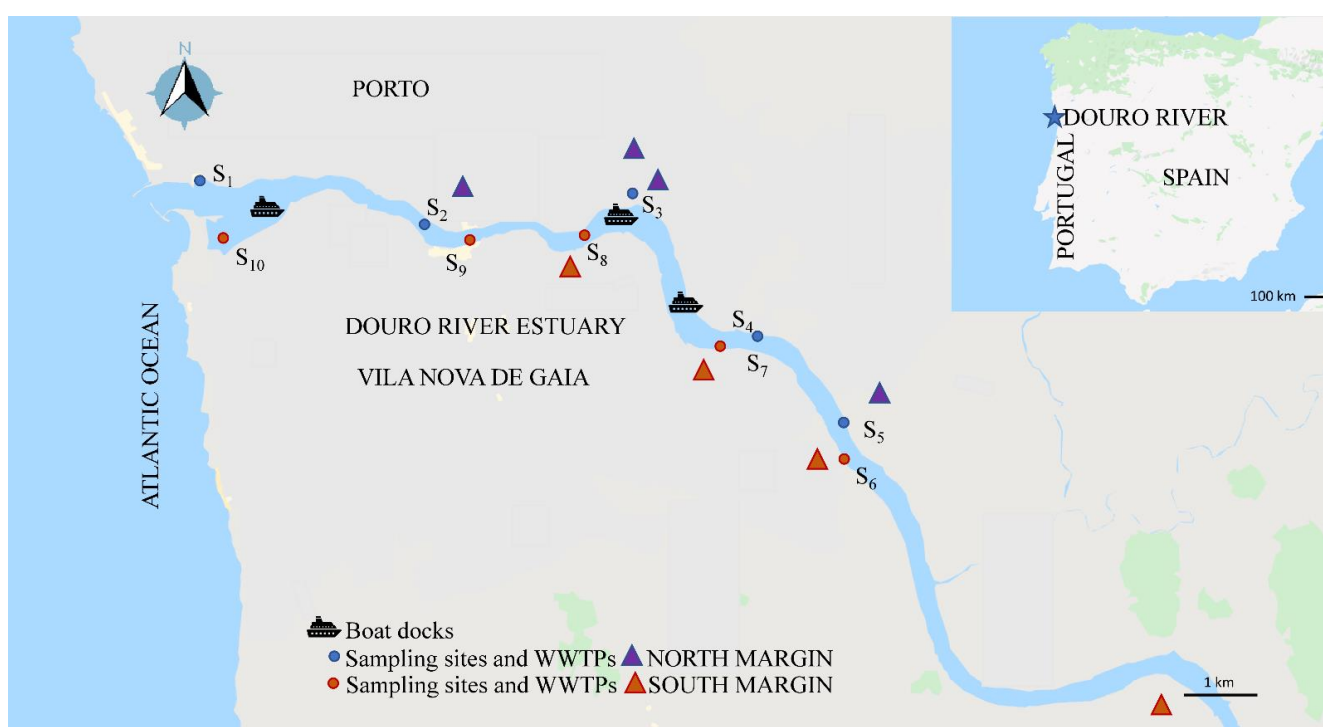 N
PORTO
S1
S2
S3
S10
S9
S8
DOURO RIVER ESTUARY
S4
S7
VILA NOVA DE GAIA
ATLANTIC OCEAN
S5
S6
DOURO RIVER
PORTUGAL
SPAIN
100 km
Boat docks
Sampling sites and WWTPs NORTH MARGIN
Sampling sites and WWTPs SOUTH MARGIN
1 km